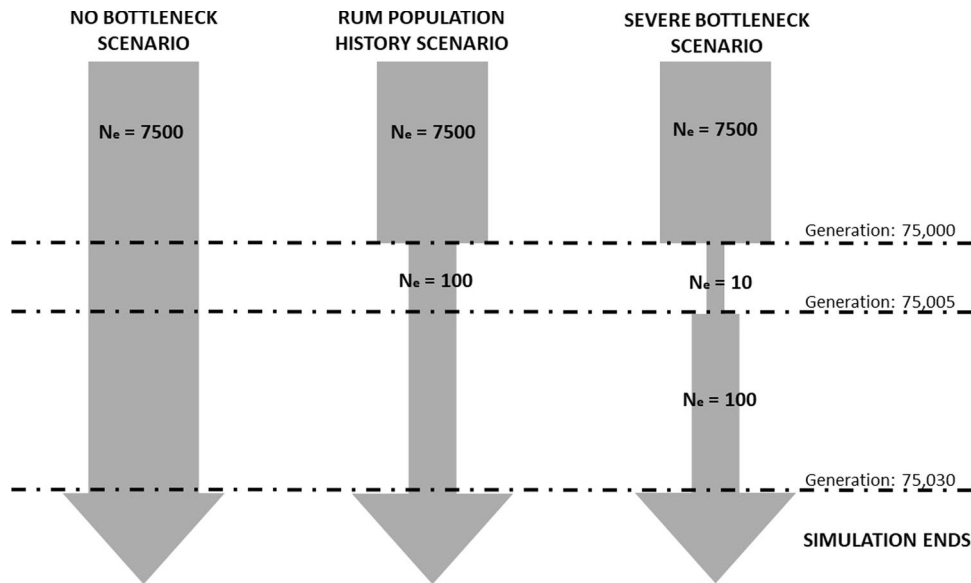 NO BOTTLENECK
SCENARIO
RUM POPULATION
HISTORY SCENARIO
SEVERE BOTTLENECK
SCENARIO
Nₑ = 7500
Nₑ = 7500
Nₑ = 7500
Generation: 75,000
Nₑ = 100
Nₑ = 10
Generation: 75,005
Nₑ = 100
Generation: 75,030
SIMULATION ENDS